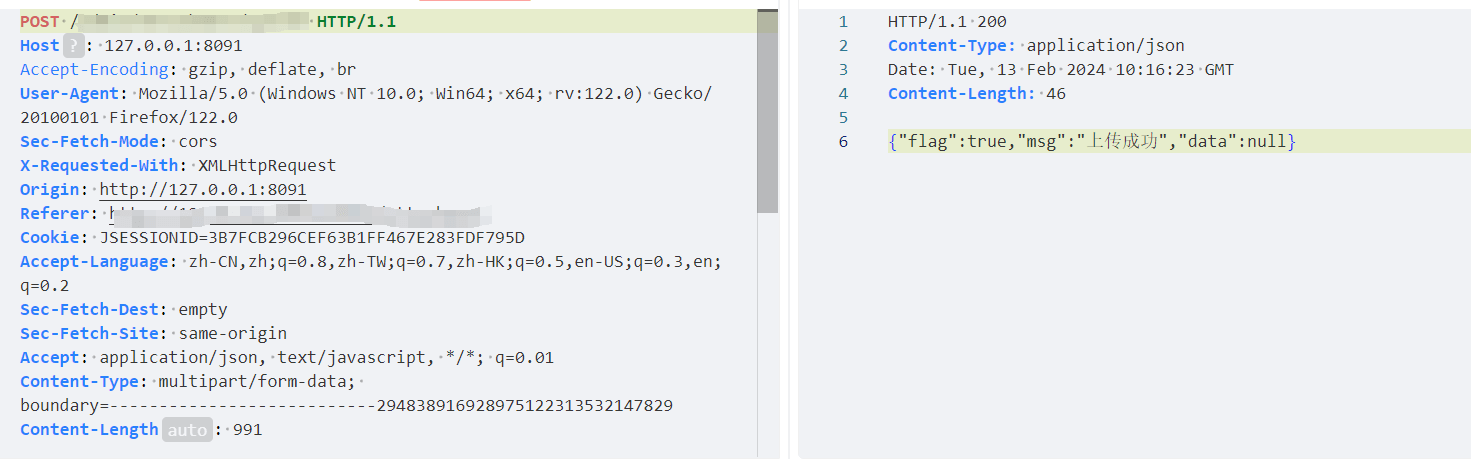 POST / HTTP/1.1
Host ? : 127.0.0.1:8091
Accept-Encoding: gzip, deflate, br
User-Agent: Mozilla/5.0 (Windows NT 10.0; Win64; x64; rv:122.0) Gecko/
20100101 Firefox/122.0
Sec-Fetch-Mode: cors
X-Requested-With: XMLHttpRequest
Origin: http://127.0.0.1:8091
Referer:
Cookie: JSESSIONID=3B7FCB296CEF63B1FF467E283FDF795D
Accept-Language: zh-CN,zh;q=0.8,zh-TW;q=0.7,zh-HK;q=0.5,en-US;q=0.3,en;
q=0.2
Sec-Fetch-Dest: empty
Sec-Fetch-Site: same-origin
Accept: application/json, text/javascript, */*; q=0.01
Content-Type: multipart/form-data;
boundary=---------------------------294838916928975122313532147829
Content-Length auto : 991
1 HTTP/1.1 200
2 Content-Type: application/json
3 Date: Tue, 13 Feb 2024 10:16:23 GMT
4 Content-Length: 46
5
6 {"flag":true,"msg":"上传成功","data":null}